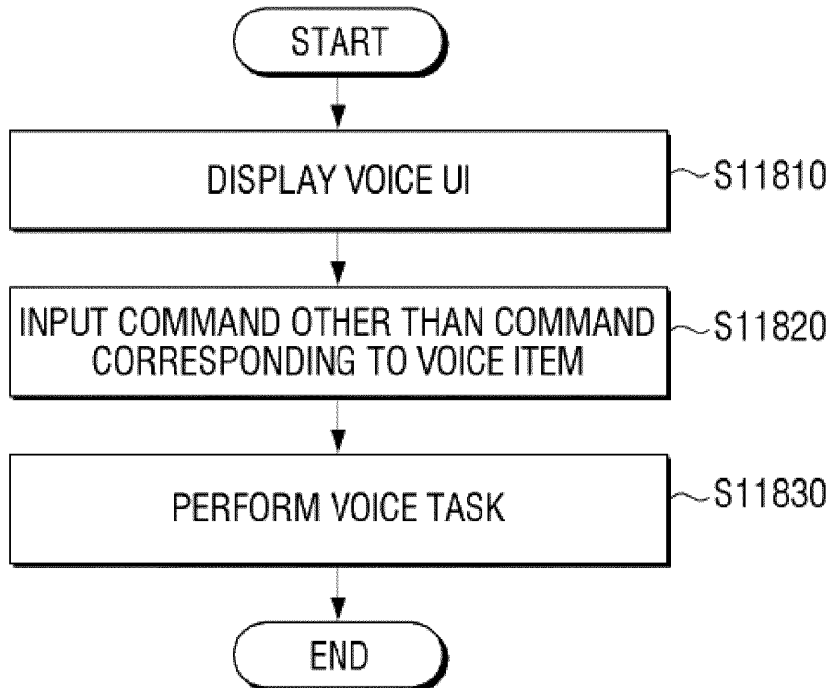 START
DISPLAY VOICE UI
S11810
INPUT COMMAND OTHER THAN COMMAND
CORRESPONDING TO VOICE ITEM
S11820
PERFORM VOICE TASK
S11830
END